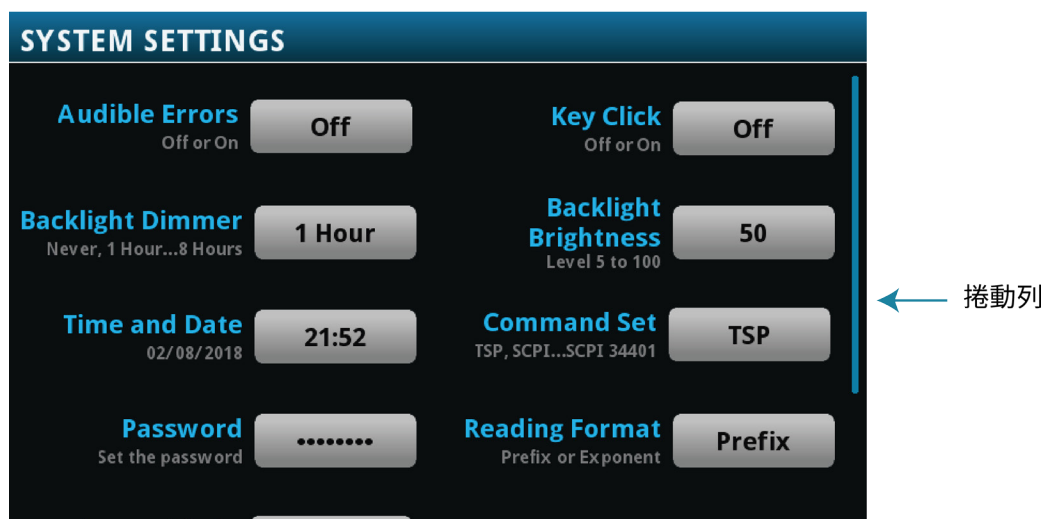 SYSTEM SETTINGS
Audible Errors
Off or On
Off
Key Click
Off or On
Off
Backlight Dimmer
Never, 1 Hour...8 Hours
1 Hour
Backlight
Brightness
Level 5 to 100
50
捲動列
Time and Date
02/08/2018
21:52
Command Set
TSP, SCPI...SCPI 34401
TSP
Password
Set the password
••••••••
Reading Format
Prefix or Exponent
Prefix